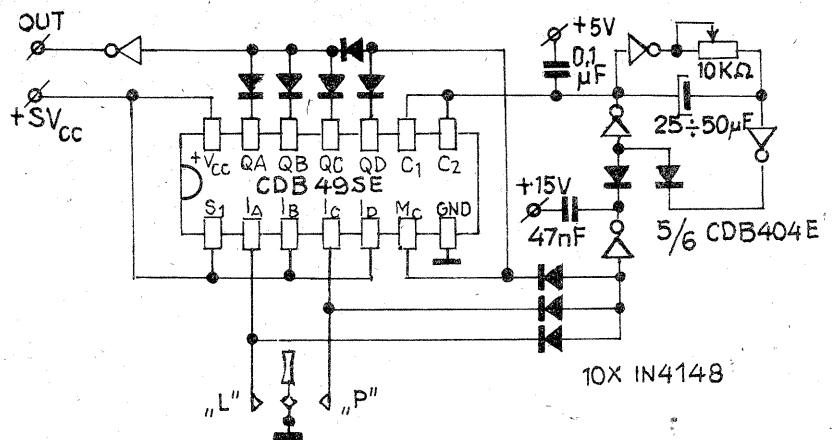 OUT
+5V
0,1
μF
10KΩ
+5VCC
25÷50μF
+VCC QA QB QC QD C1 C2
CDB 495E
+15V
S1 IA IB IC ID MC GND
47nF
5/6 CDB404E
10X IN4148
„L”
„P”